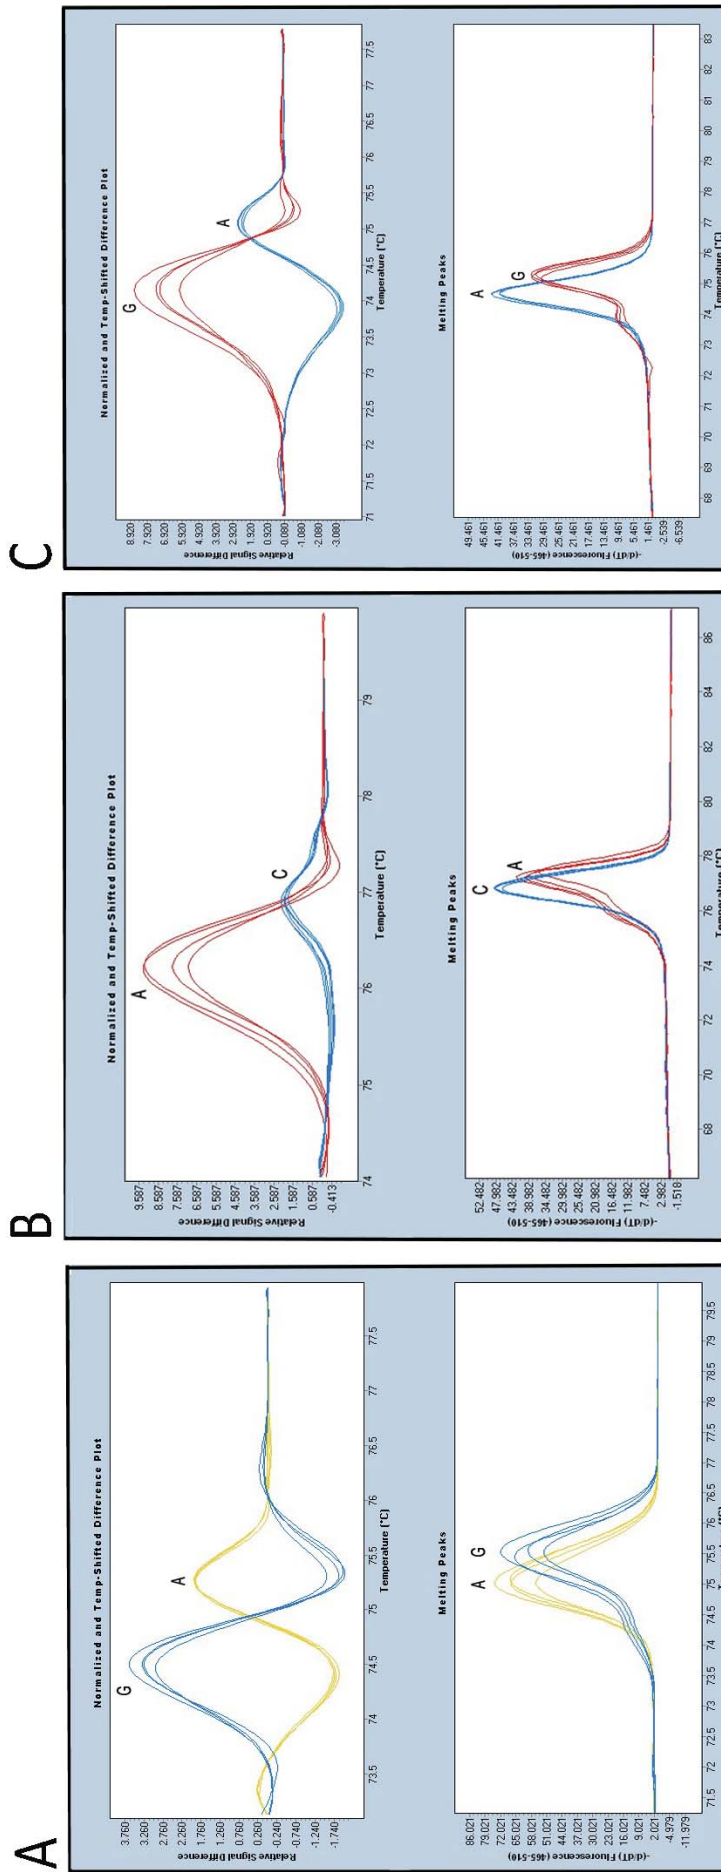 A
Normalized and Temp-Shifted Difference Plot
Relative Signal Difference
3.760
3.260
2.760
2.260
1.760
1.260
0.760
0.260
-0.240
-0.740
-1.240
-1.740
G
A
73.5 74 74.5 75 75.5 76 76.5 77 77.5
Temperature (°C)
Melting Peaks
-(d/dT) Fluorescence (465-510)
86.021
79.021
72.021
65.021
58.021
51.021
44.021
37.021
30.021
23.021
16.021
9.021
2.021
-4.979
-11.979
A G
71.5 72 72.5 73 73.5 74 74.5 75 75.5 76 76.5 77 77.5 78 78.5 79 79.5
B
Normalized and Temp-Shifted Difference Plot
Relative Signal Difference
9.587
8.587
7.587
6.587
5.587
4.587
3.587
2.587
1.587
0.587
-0.413
A
C
74 75 76 77 78 79
Temperature (°C)
Melting Peaks
-(d/dT) Fluorescence (465-510)
52.482
47.982
43.482
38.982
34.482
29.982
25.482
20.982
16.482
11.982
7.482
2.982
-1.518
C
A
68 70 72 74 76 78 80 82 84 86
C
Normalized and Temp-Shifted Difference Plot
Relative Signal Difference
8.920
7.920
6.920
5.920
4.920
3.920
2.920
1.920
0.920
-0.080
-1.080
-2.080
-3.080
G
A
71 71.5 72 72.5 73 74 74.5 75 75.5 76 76.5 77 77.5
Temperature (°C)
Melting Peaks
-(d/dT) Fluorescence (465-510)
49.461
45.461
41.461
37.461
33.461
29.461
25.461
21.461
17.461
13.461
9.461
5.461
1.461
-2.539
-6.539
A
G
68 69 70 71 72 73 74 75 76 77 78 79 80 81 82 83